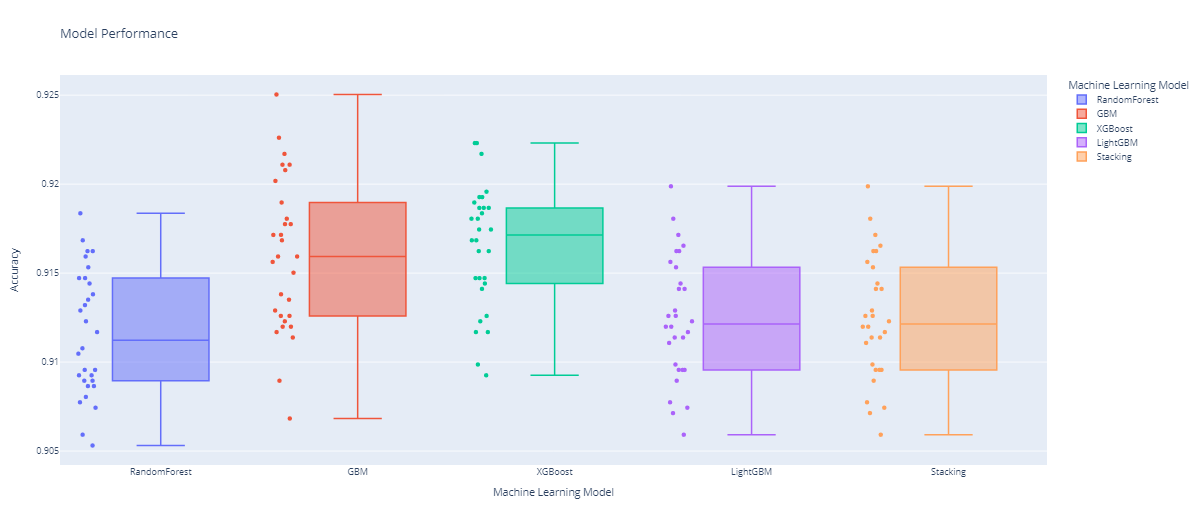 Model Performance
Machine Learning Model
RandomForest
GBM
XGBoost
LightGBM
Stacking
0.925
0.92
0.915
0.91
0.905
Accuracy
RandomForest
GBM
XGBoost
LightGBM
Stacking
Machine Learning Model